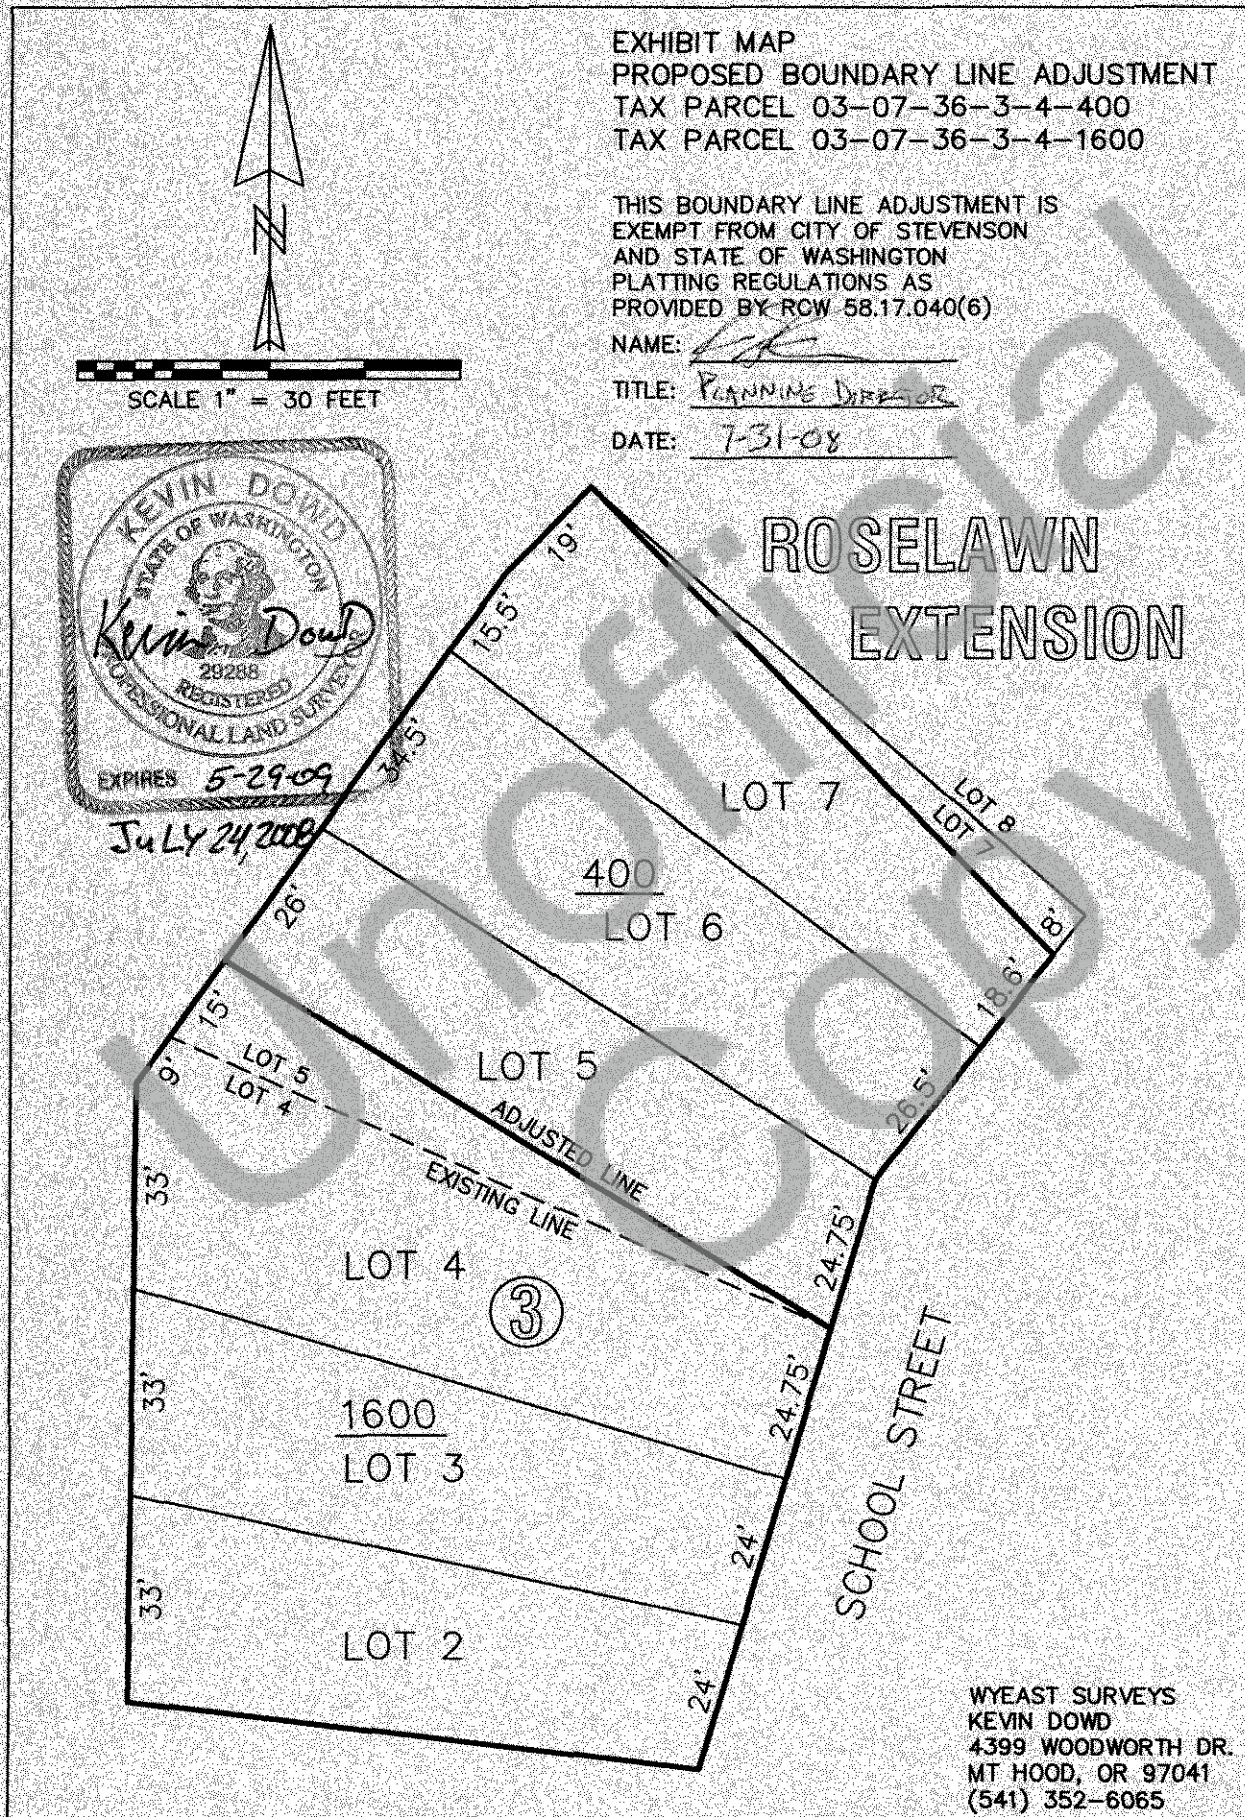 EXHIBIT MAP
PROPOSED BOUNDARY LINE ADJUSTMENT
TAX PARCEL 03-07-36-3-4-400
TAX PARCEL 03-07-36-3-4-1600
THIS BOUNDARY LINE ADJUSTMENT IS
EXEMPT FROM CITY OF STEVENSON
AND STATE OF WASHINGTON
PLATTING REGULATIONS AS
PROVIDED BY RCW 58.17.040(6)
NAME:
TITLE: PLANNING DIRECTOR
DATE: 7-31-08
N
SCALE 1" = 30 FEET
KEVIN DOWD
STATE OF WASHINGTON
Kevin Dowd
29288
REGISTERED
PROFESSIONAL LAND SURVEYOR
EXPIRES 5-29-09
JULY 24, 2008
ROSELAWN
EXTENSION
19'
15.5'
34.5'
26'
15'
9'
33'
33'
33'
LOT 7
LOT 8
LOT 7
8'
18.6'
26.5'
24.75'
24.75'
24'
24'
400
LOT 6
LOT 5
LOT 5
LOT 4
ADJUSTED LINE
EXISTING LINE
LOT 4
3
1600
LOT 3
LOT 2
SCHOOL STREET
WYEAST SURVEYS
KEVIN DOWD
4399 WOODWORTH DR.
MT HOOD, OR 97041
(541) 352-6065
Unofficial
Copy